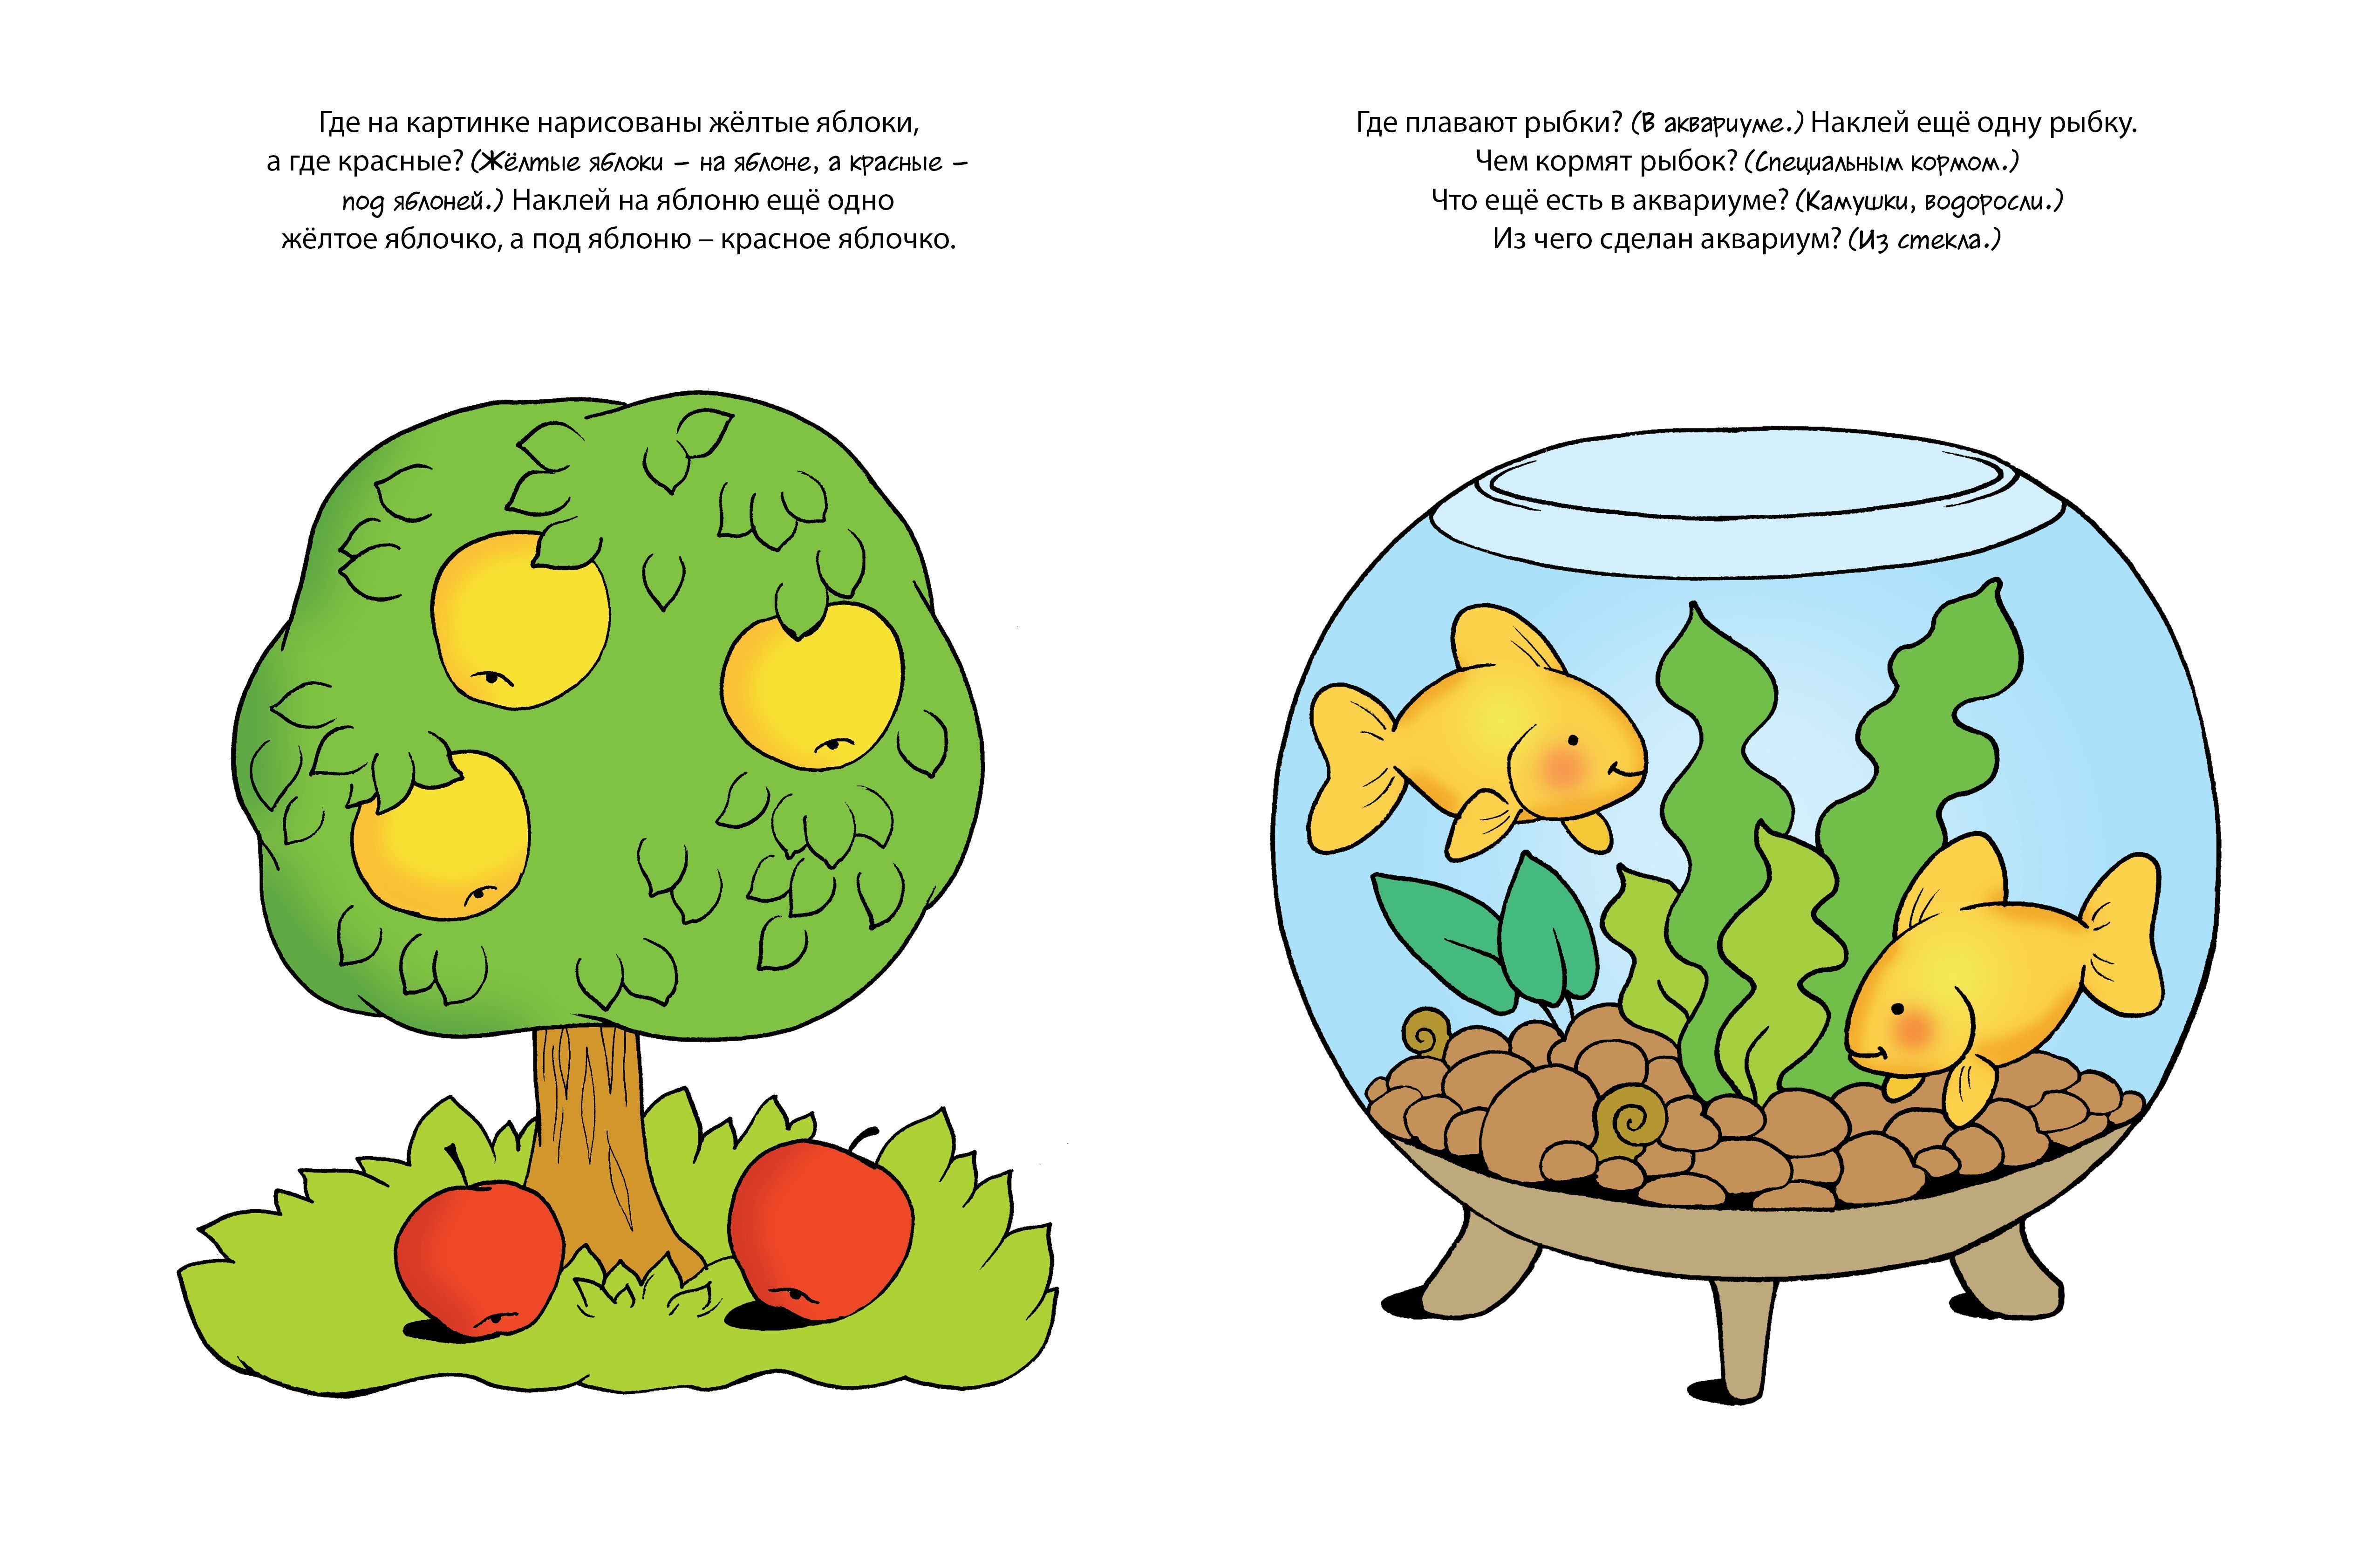 Где на картинке нарисованы жёлтые яблоки,
а где красные? (Жёлтые яблоки – на яблоне, а красные –
под яблоней.) Наклей на яблоню ещё одно
жёлтое яблочко, а под яблоню – красное яблочко.
Где плавают рыбки? (В аквариуме.) Наклей ещё одну рыбку.
Чем кормят рыбок? (Специальным кормом.)
Что ещё есть в аквариуме? (Камушки, водоросли.)
Из чего сделан аквариум? (Из стекла.)